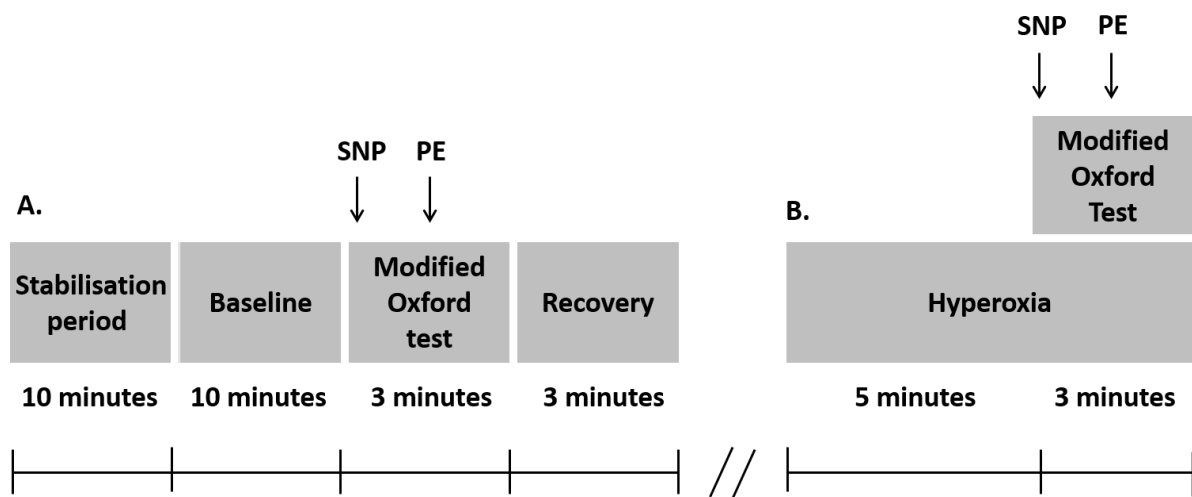 SNP PE
Modified
Oxford
Test
SNP PE
A.
B.
Stabilisation
period
Baseline
Modified
Oxford
test
Recovery
Hyperoxia
10 minutes 10 minutes 3 minutes 3 minutes 5 minutes 3 minutes